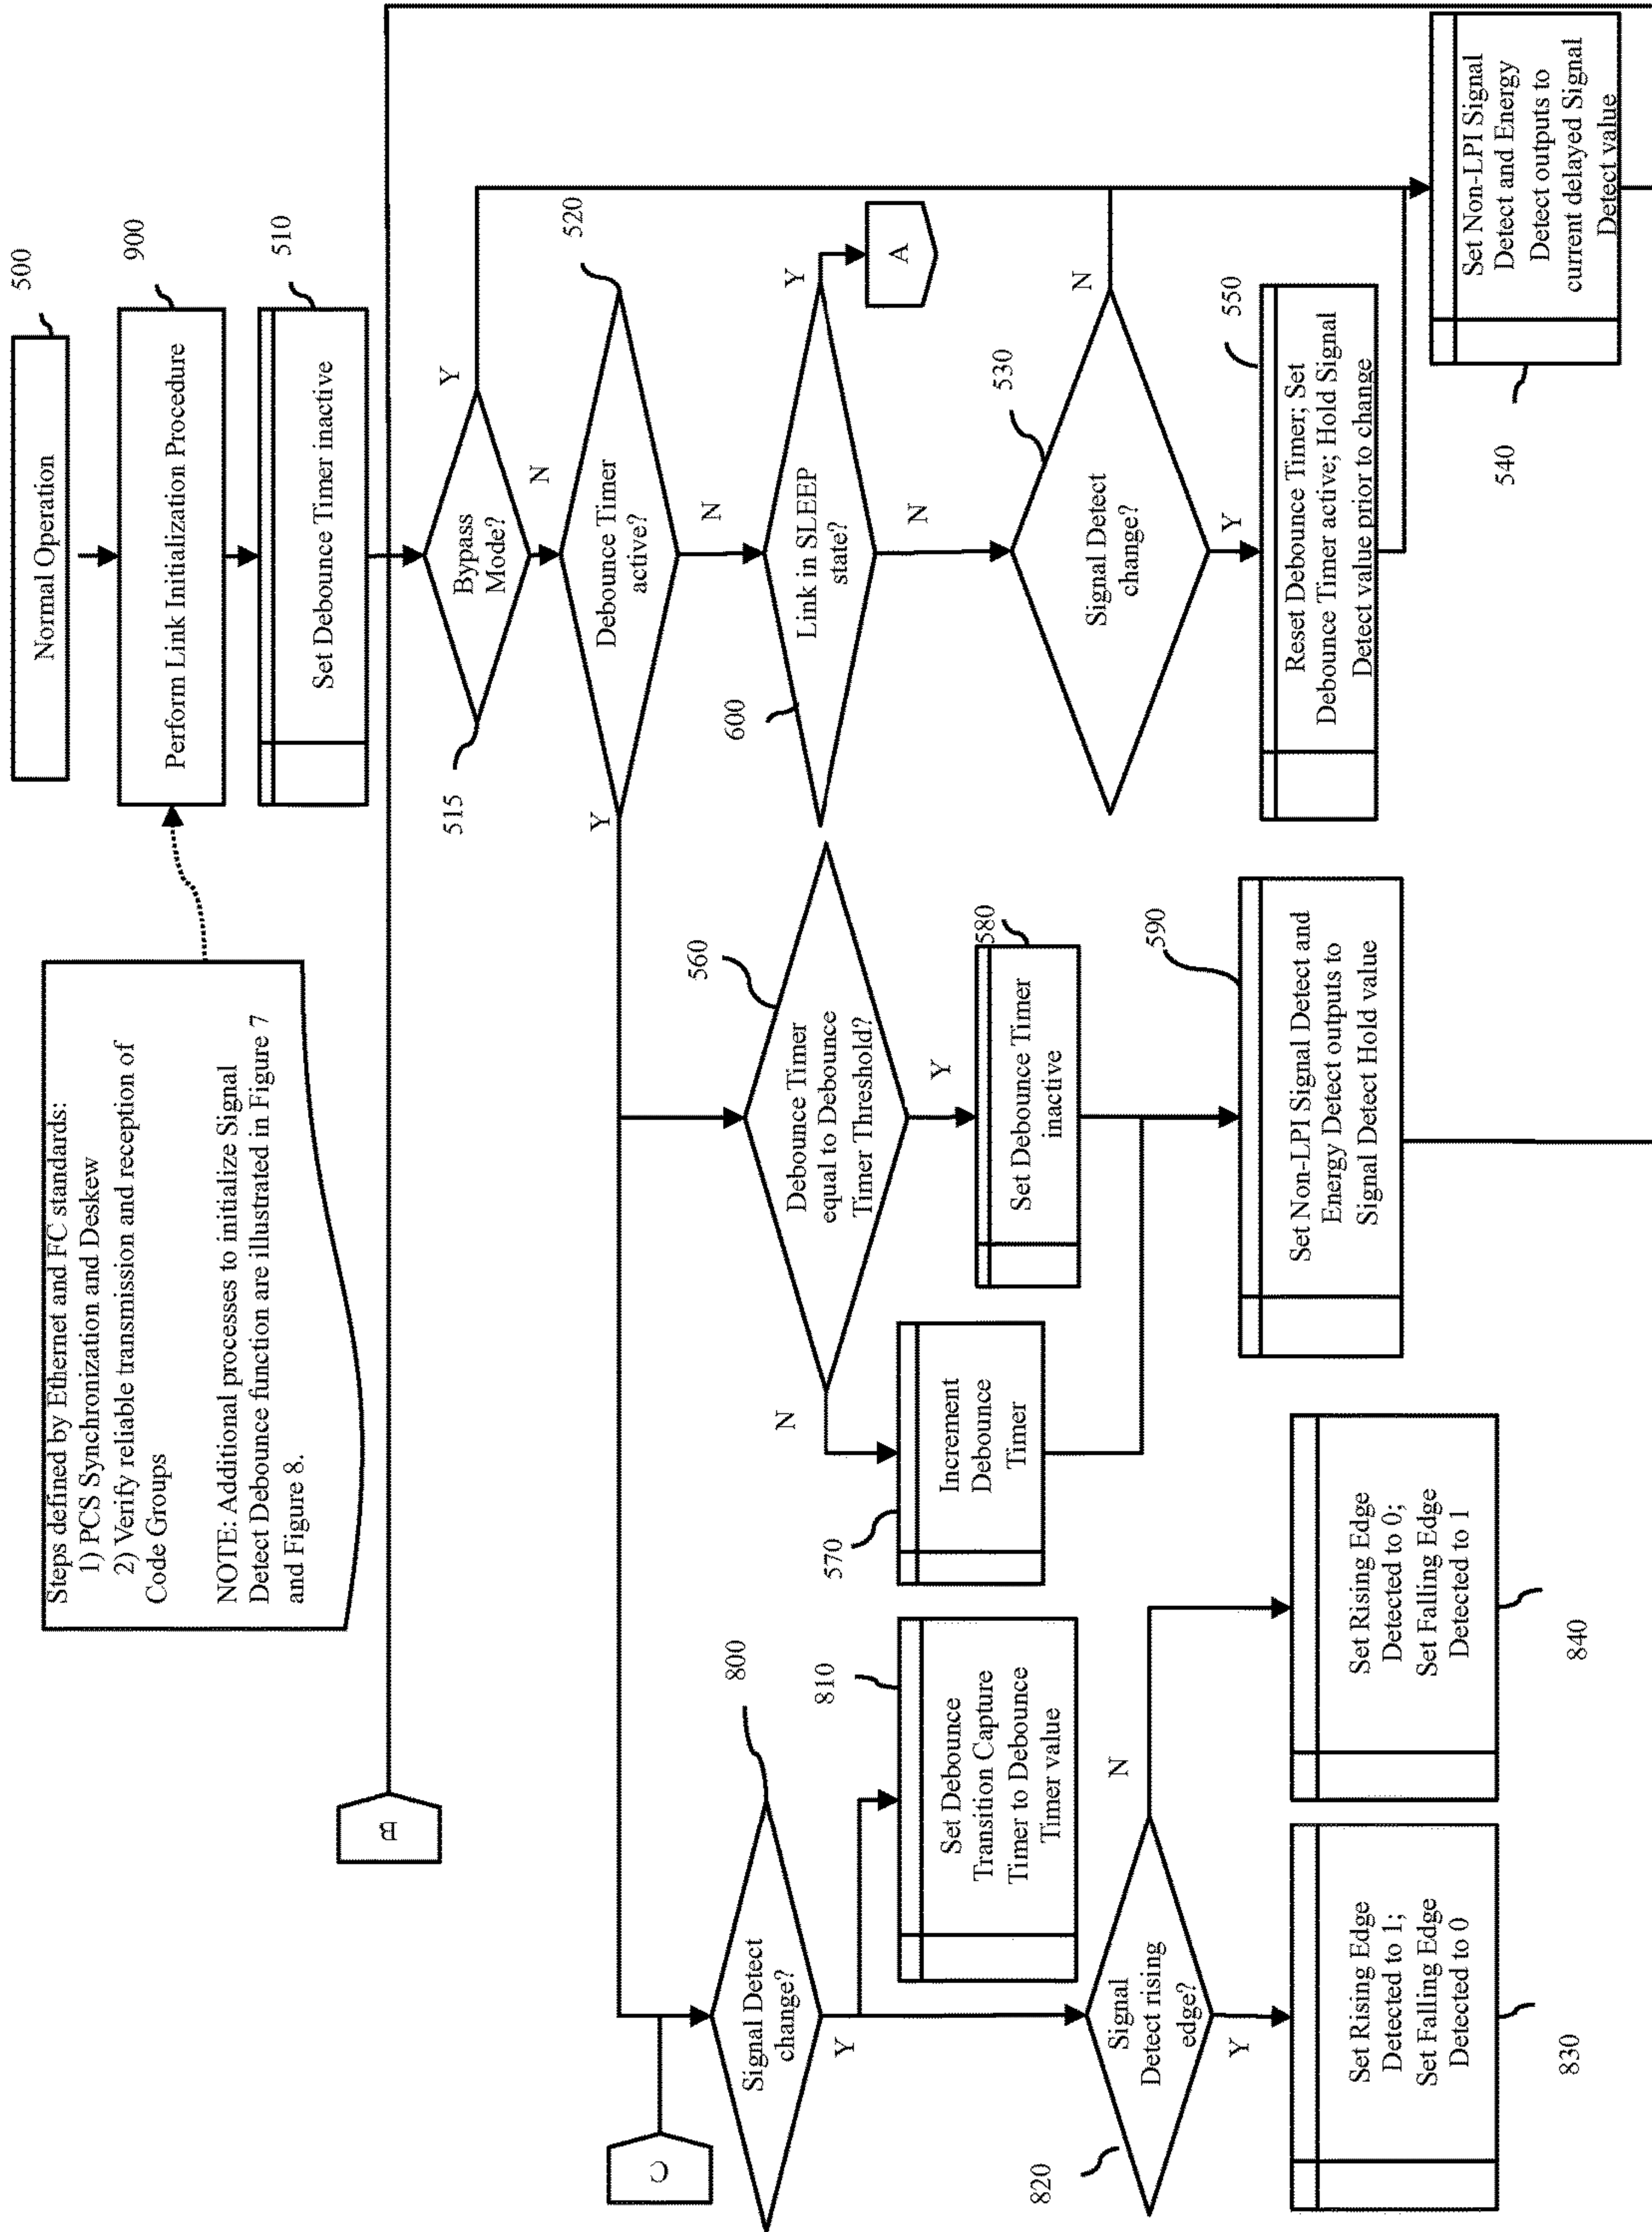 500
Normal Operation
900
Perform Link Initialization Procedure
Steps defined by Ethernet and FC standards:
1) PCS Synchronization and Deskew
2) Verify reliable transmission and reception of
Code Groups
NOTE: Additional processes to initialize Signal
Detect Debounce function are illustrated in Figure 7
and Figure 8.
510
Set Debounce Timer inactive
B
515
Bypass
Mode?
Y
N
520
Debounce Timer
active?
Y
N
600
Link in SLEEP
state?
Y
A
N
530
Signal Detect
change?
N
Y
550
Reset Debounce Timer; Set
Debounce Timer active; Hold Signal
Detect value prior to change
540
Set Non-LPI Signal
Detect and Energy
Detect outputs to
current delayed Signal
Detect value
560
Debounce Timer
equal to Debounce
Timer Threshold?
N
Y
570
Increment
Debounce
Timer
580
Set Debounce Timer
inactive
590
Set Non-LPI Signal Detect and
Energy Detect outputs to
Signal Detect Hold value
C
800
Signal Detect
change?
Y
810
Set Debounce
Transition Capture
Timer to Debounce
Timer value
820
Signal
Detect rising
edge?
N
Y
Set Rising Edge
Detected to 1;
Set Falling Edge
Detected to 0
830
Set Rising Edge
Detected to 0;
Set Falling Edge
Detected to 1
840